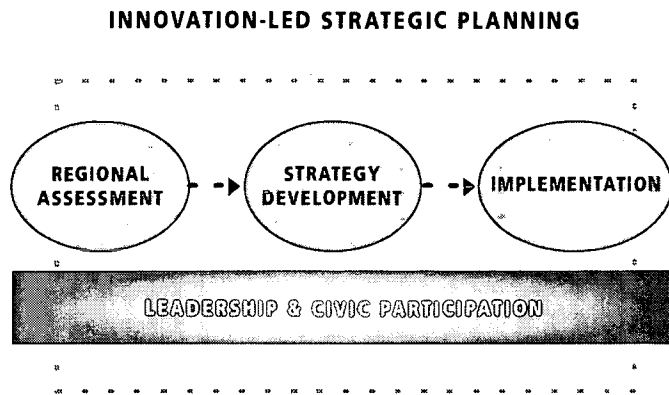 INNOVATION-LED STRATEGIC PLANNING
REGIONAL
ASSESSMENT
STRATEGY
DEVELOPMENT
IMPLEMENTATION
LEADERSHIP & CIVIC PARTICIPATION